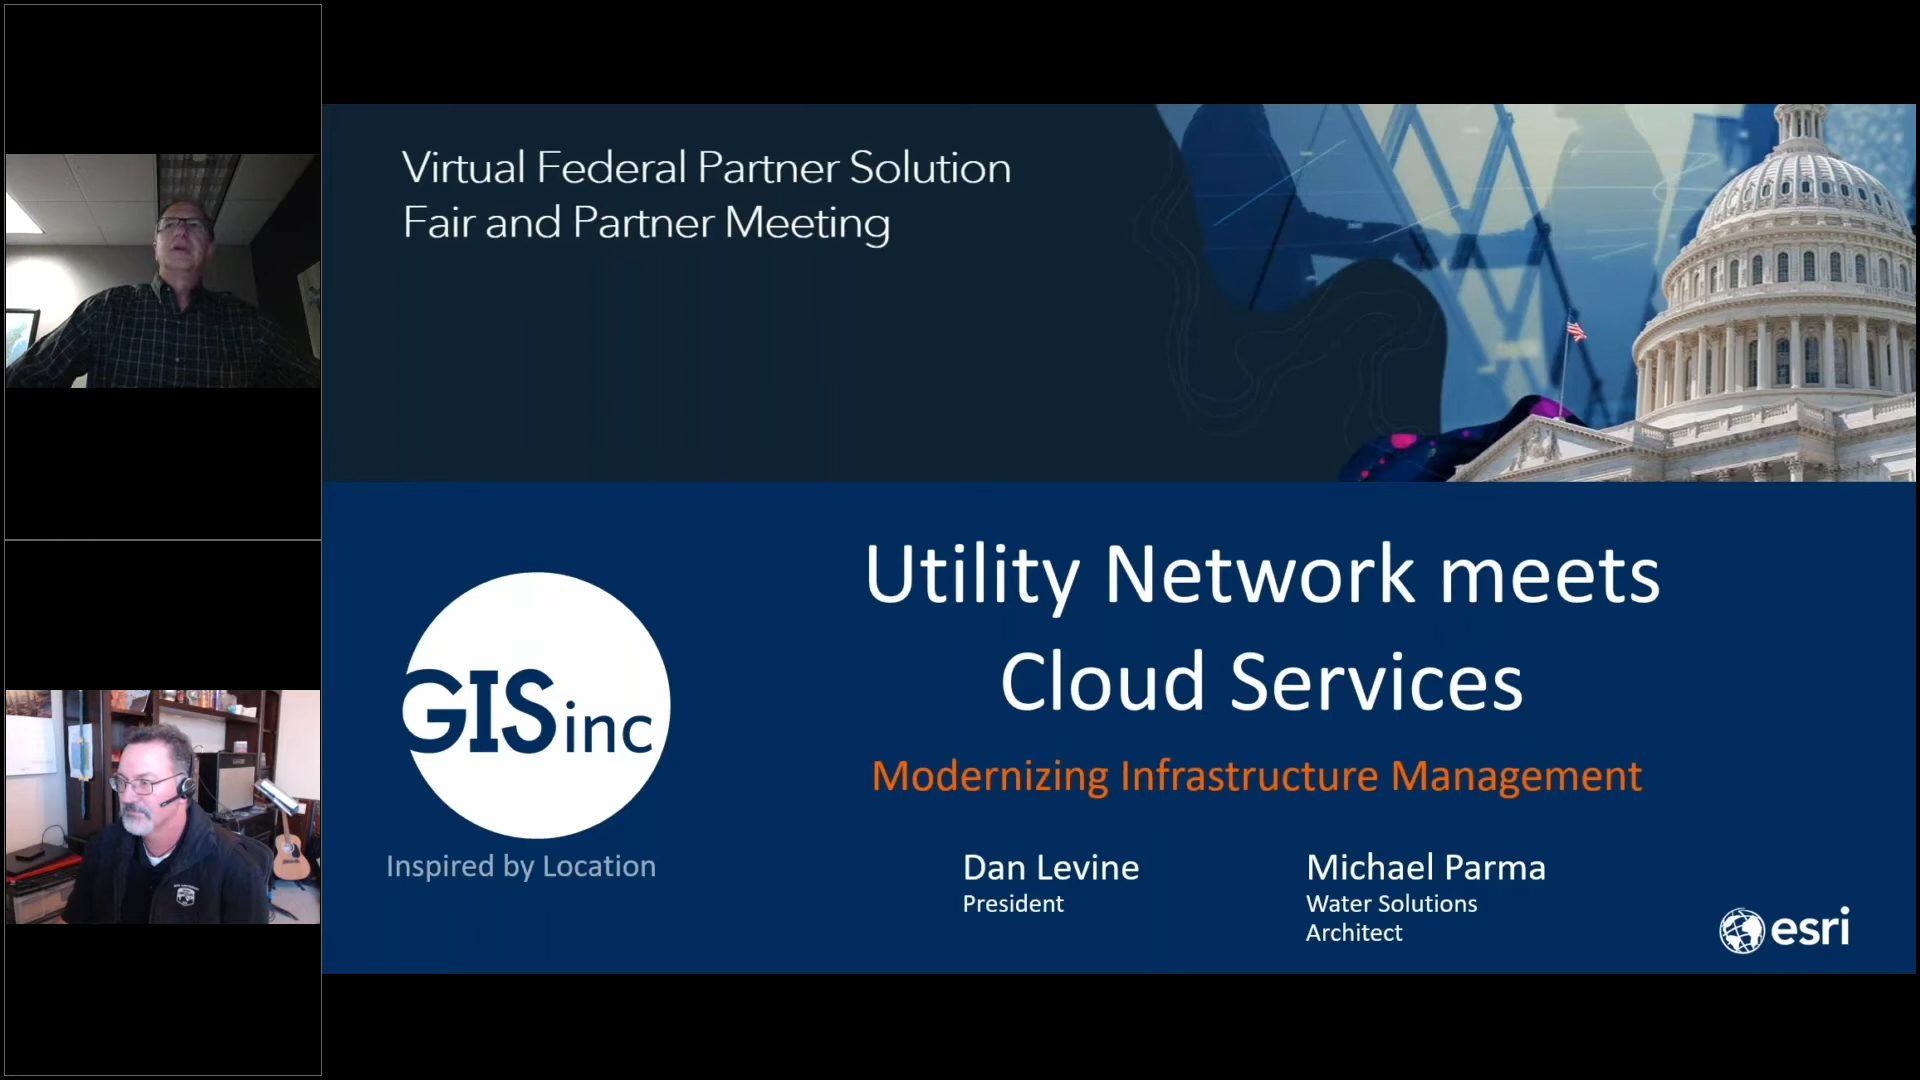 Virtual Federal Partner Solution
Fair and Partner Meeting
Utility Network meets
Cloud Services
Modernizing Infrastructure Management
GISinc
Inspired by Location
Dan Levine
President
Michael Parma
Water Solutions
Architect
esri